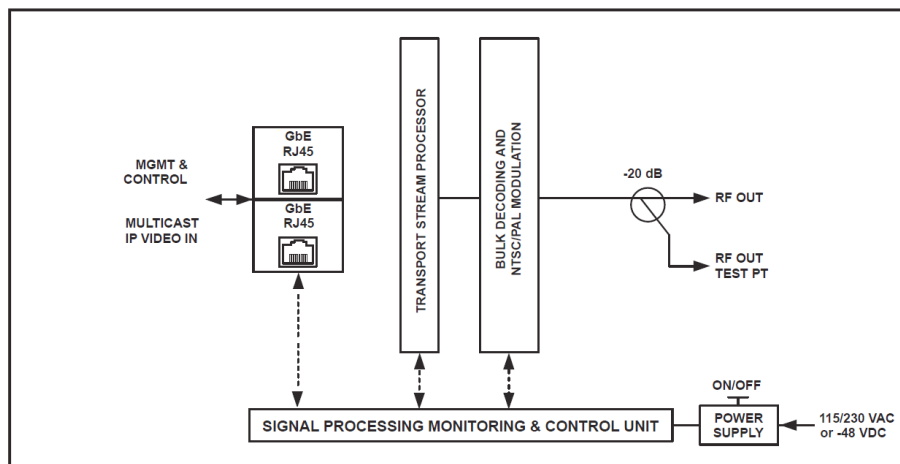 GbE
RJ45
MGMT &
CONTROL
GbE
RJ45
MULTICAST
IP VIDEO IN
TRANSPORT STREAM PROCESSOR
BULK DECODING AND
NTSC/PAL MODULATION
-20 dB
RF OUT
RF OUT
TEST PT
ON/OFF
SIGNAL PROCESSING MONITORING & CONTROL UNIT
POWER
SUPPLY
115/230 VAC
or -48 VDC